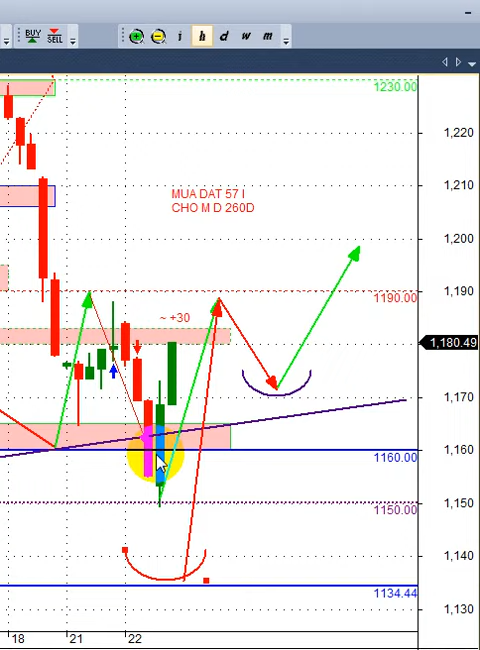 BUY
SELL
i h d w m
1230.00
1,220
MUA DAT 57 I
CHO M D 260D
1,210
1,200
1,190
1190.00
~ +30
1,180.49
1,170
1,160
1160.00
1,150
1150.00
1,140
1134.44
1,130
18 21 22